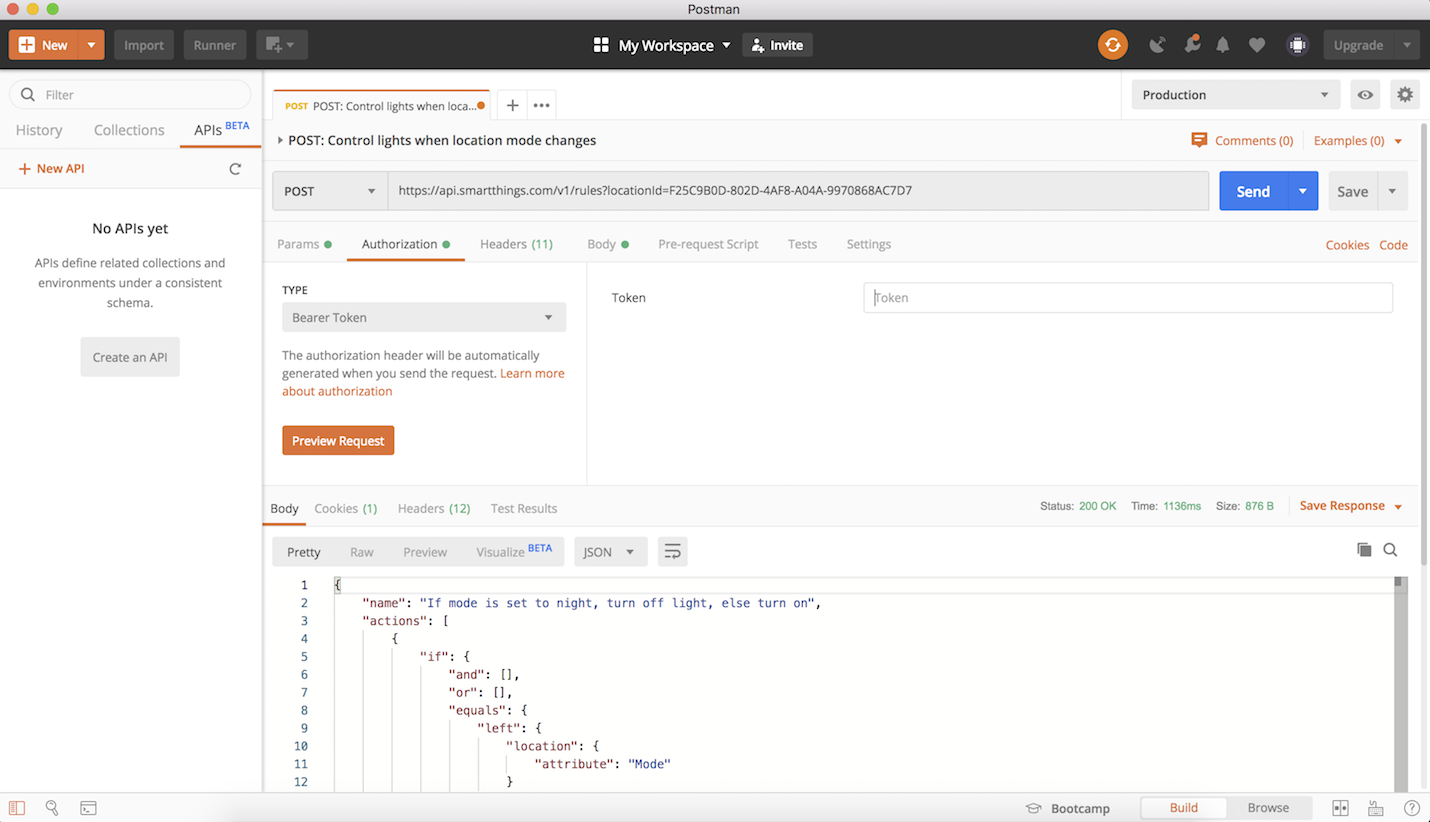 Postman
New Import Runner My Workspace Invite Upgrade
Filter
History Collections APIs BETA
+ New API
No APIs yet
APIs define related collections and
environments under a consistent
schema.
Create an API
POST POST: Control lights when loca... + ••• Production
POST: Control lights when location mode changes Comments (0) Examples (0)
POST https://api.smartthings.com/v1/rules?locationId=F25C9B0D-802D-4AF8-A04A-9970868AC7D7 Send Save
Params Authorization Headers (11) Body Pre-request Script Tests Settings Cookies Code
TYPE
Bearer Token
The authorization header will be automatically
generated when you send the request. Learn more
about authorization
Preview Request
Token Token
Body Cookies (1) Headers (12) Test Results Status: 200 OK Time: 1136ms Size: 876 B Save Response
Pretty Raw Preview Visualize BETA JSON
1 {
2 "name": "If mode is set to night, turn off light, else turn on",
3 "actions": [
4 {
5 "if": {
6 "and": [],
7 "or": [],
8 "equals": {
9 "left": {
10 "location": {
11 "attribute": "Mode"
12 }
Bootcamp Build Browse